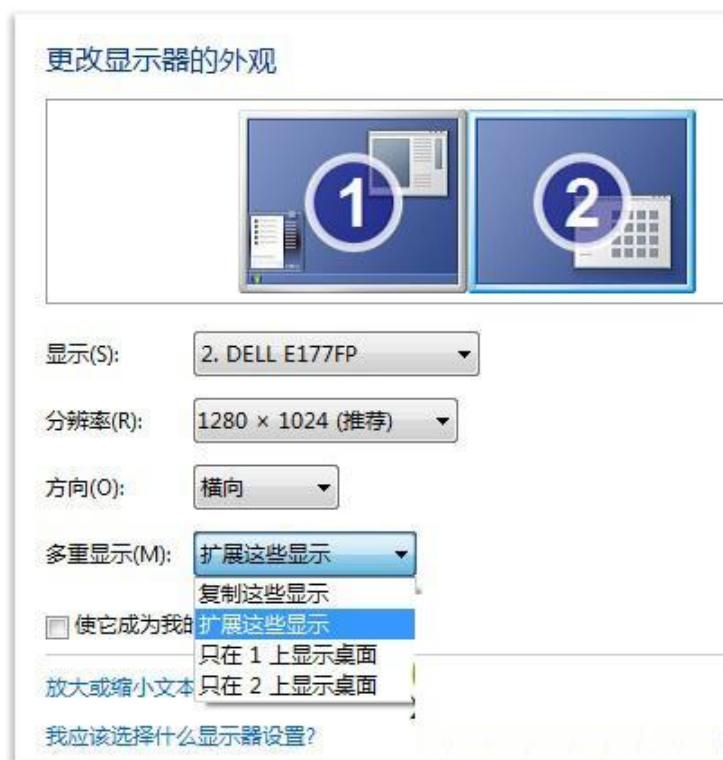 更改显示器的外观
1
2
显示(S):
2. DELL E177FP
分辨率(R):
1280 × 1024 (推荐)
方向(O):
横向
多重显示(M):
扩展这些显示
复制这些显示
使它成为我的
扩展这些显示
只在 1 上显示桌面
放大或缩小文本
只在 2 上显示桌面
我应该选择什么显示器设置?